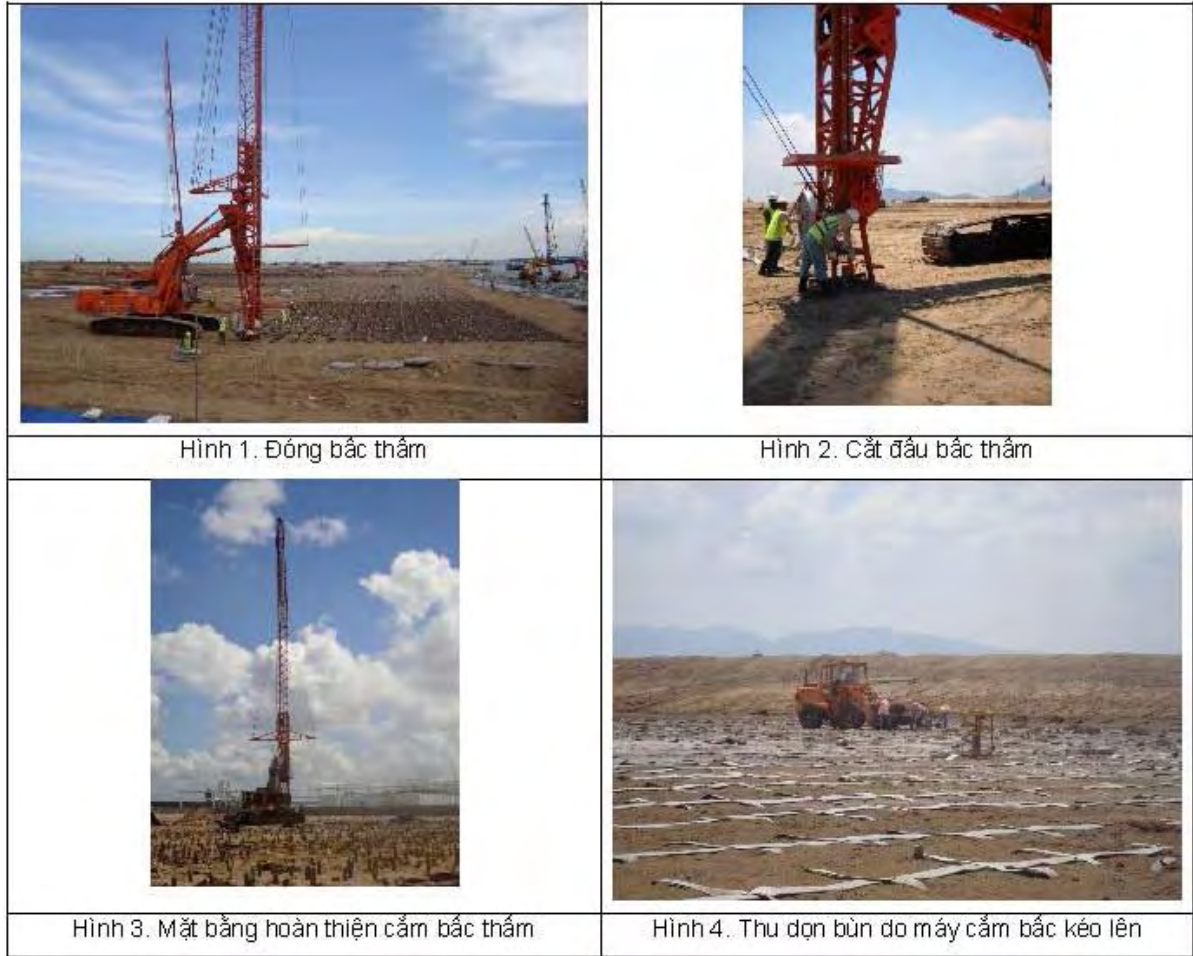 Hình 1. Đóng bấc thấm
Hình 2. Cắt đầu bấc thấm
Hình 3. Mặt bằng hoàn thiện cắm bấc thấm
Hình 4. Thu dọn bùn do máy cắm bấc kéo lên